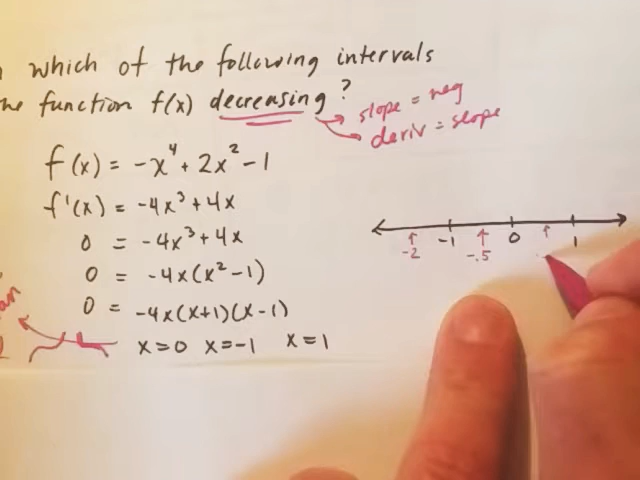 which of the following intervals
the function f(x) decreasing?
slope = neg
deriv = slope
f(x) = -x⁴ + 2x² - 1
f'(x) = -4x³ + 4x
0 = -4x³ + 4x
0 = -4x(x² - 1)
0 = -4x(x+1)(x-1)
x=0 x=-1 x=1
-1 0 1
-2 -.5